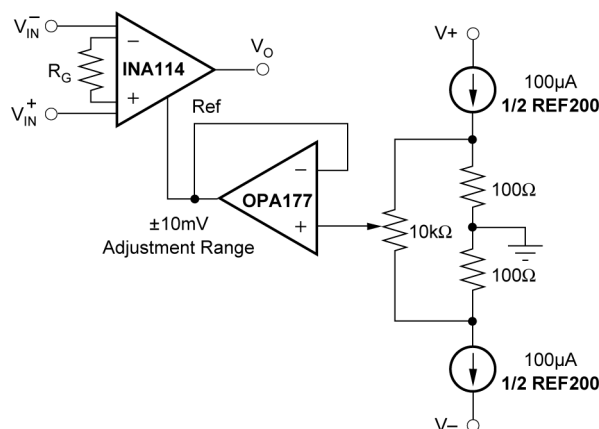 V–IN
INA114
RG
V+IN
VO
Ref
OPA177
±10mV
Adjustment Range
V+
100µA
1/2 REF200
100Ω
10kΩ
100Ω
100µA
1/2 REF200
V–